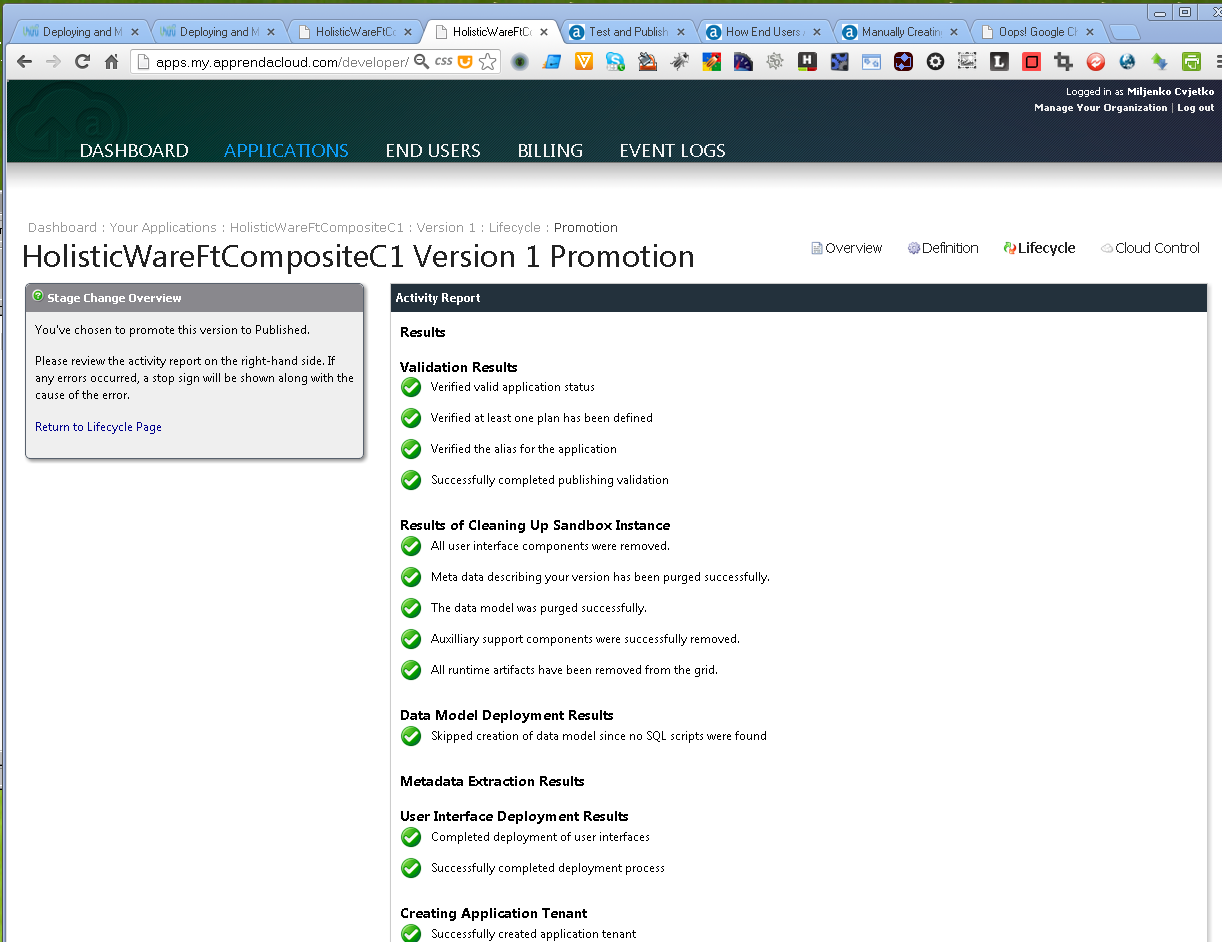 Deploying and M
Deploying and M
HolisticWareFtCo
HolisticWareFtCo
Test and Publish
How End Users
Manually Creatin
Oops! Google Ch
apps.my.apprendacloud.com/developer/
CSS
Logged in as Miljenko Cvjetko
Manage Your Organization | Log out
DASHBOARD APPLICATIONS END USERS BILLING EVENT LOGS
Dashboard : Your Applications : HolisticWareFtCompositeC1 : Version 1 : Lifecycle : Promotion
HolisticWareFtCompositeC1 Version 1 Promotion
Overview Definition Lifecycle Cloud Control
Stage Change Overview
You've chosen to promote this version to Published.
Please review the activity report on the right-hand side. If
any errors occurred, a stop sign will be shown along with the
cause of the error.
Return to Lifecycle Page
Activity Report
Results
Validation Results
Verified valid application status
Verified at least one plan has been defined
Verified the alias for the application
Successfully completed publishing validation
Results of Cleaning Up Sandbox Instance
All user interface components were removed.
Meta data describing your version has been purged successfully.
The data model was purged successfully.
Auxilliary support components were successfully removed.
All runtime artifacts have been removed from the grid.
Data Model Deployment Results
Skipped creation of data model since no SQL scripts were found
Metadata Extraction Results
User Interface Deployment Results
Completed deployment of user interfaces
Successfully completed deployment process
Creating Application Tenant
Successfully created application tenant